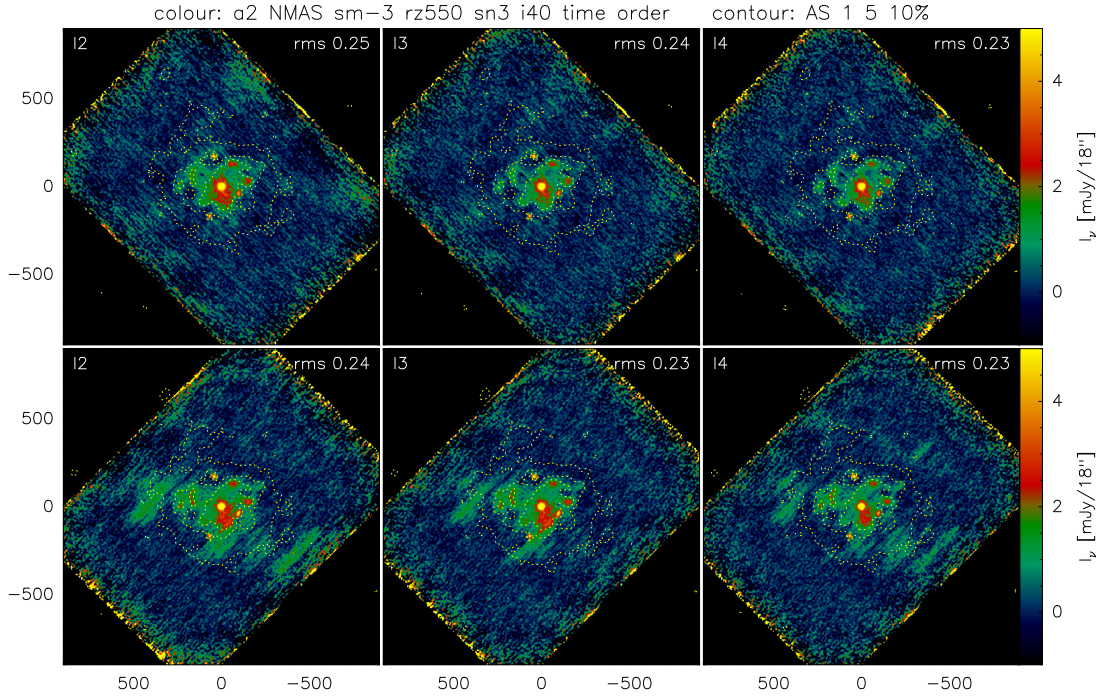 colour: a2 NMAS sm-3 rz550 sn3 i40 time order contour: AS 1 5 10%
I2 rms 0.25 I3 rms 0.24 I4 rms 0.23
500
0
-500
4
2
0
Iν [mJy/18"]
I2 rms 0.24 I3 rms 0.23 I4 rms 0.23
500
0
-500
4
2
0
Iν [mJy/18"]
500 0 -500 500 0 -500 500 0 -500